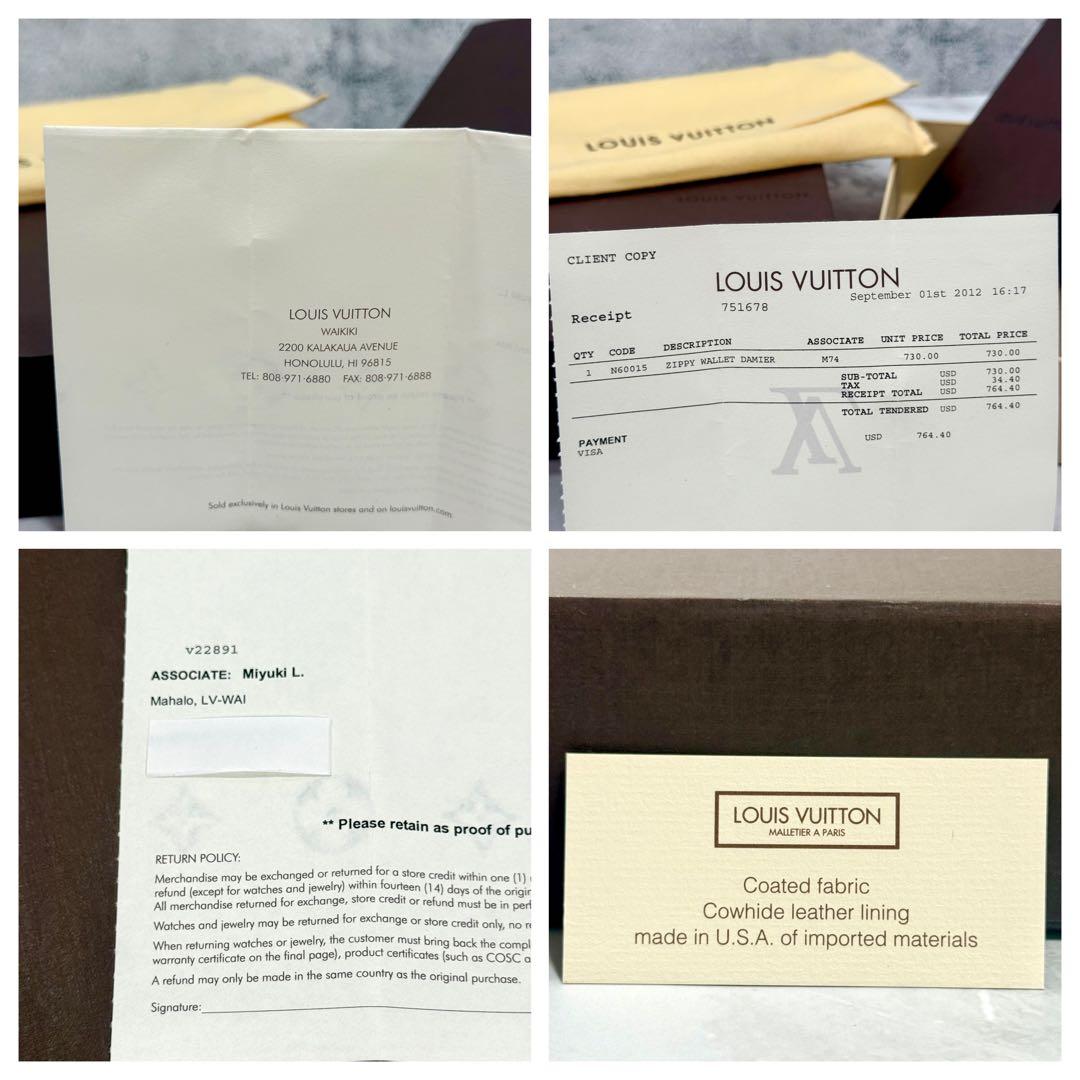 LOUIS VUITTON
WAIKIKI
2200 KALAKAUA AVENUE
HONOLULU, HI 96815
TEL: 808·971·6880 FAX: 808·971·6888
Sold exclusively in Louis Vuitton stores and on louisvuitton.com
LOUIS VUITTON
LOUIS VUITTON
CLIENT COPY
LOUIS VUITTON
September 01st 2012 16:17
751678
Receipt
QTY CODE DESCRIPTION ASSOCIATE UNIT PRICE TOTAL PRICE
1 N60015 ZIPPY WALLET DAMIER M74 730.00 730.00
SUB-TOTAL USD 730.00
TAX USD 34.40
RECEIPT TOTAL USD 764.40
TOTAL TENDERED USD 764.40
PAYMENT
VISA USD 764.40
v22891
ASSOCIATE: Miyuki L.
Mahalo, LV-WAI
** Please retain as proof of pu
RETURN POLICY:
Merchandise may be exchanged or returned for a store credit within one (1)
refund (except for watches and jewelry) within fourteen (14) days of the origin
All merchandise returned for exchange, store credit or refund must be in perf
Watches and jewelry may be returned for exchange or store credit only, no re
When returning watches or jewelry, the customer must bring back the compl
warranty certificate on the final page), product certificates (such as COSC a
A refund may only be made in the same country as the original purchase.
Signature:
LOUIS VUITTON
MALLETIER A PARIS
Coated fabric
Cowhide leather lining
made in U.S.A. of imported materials